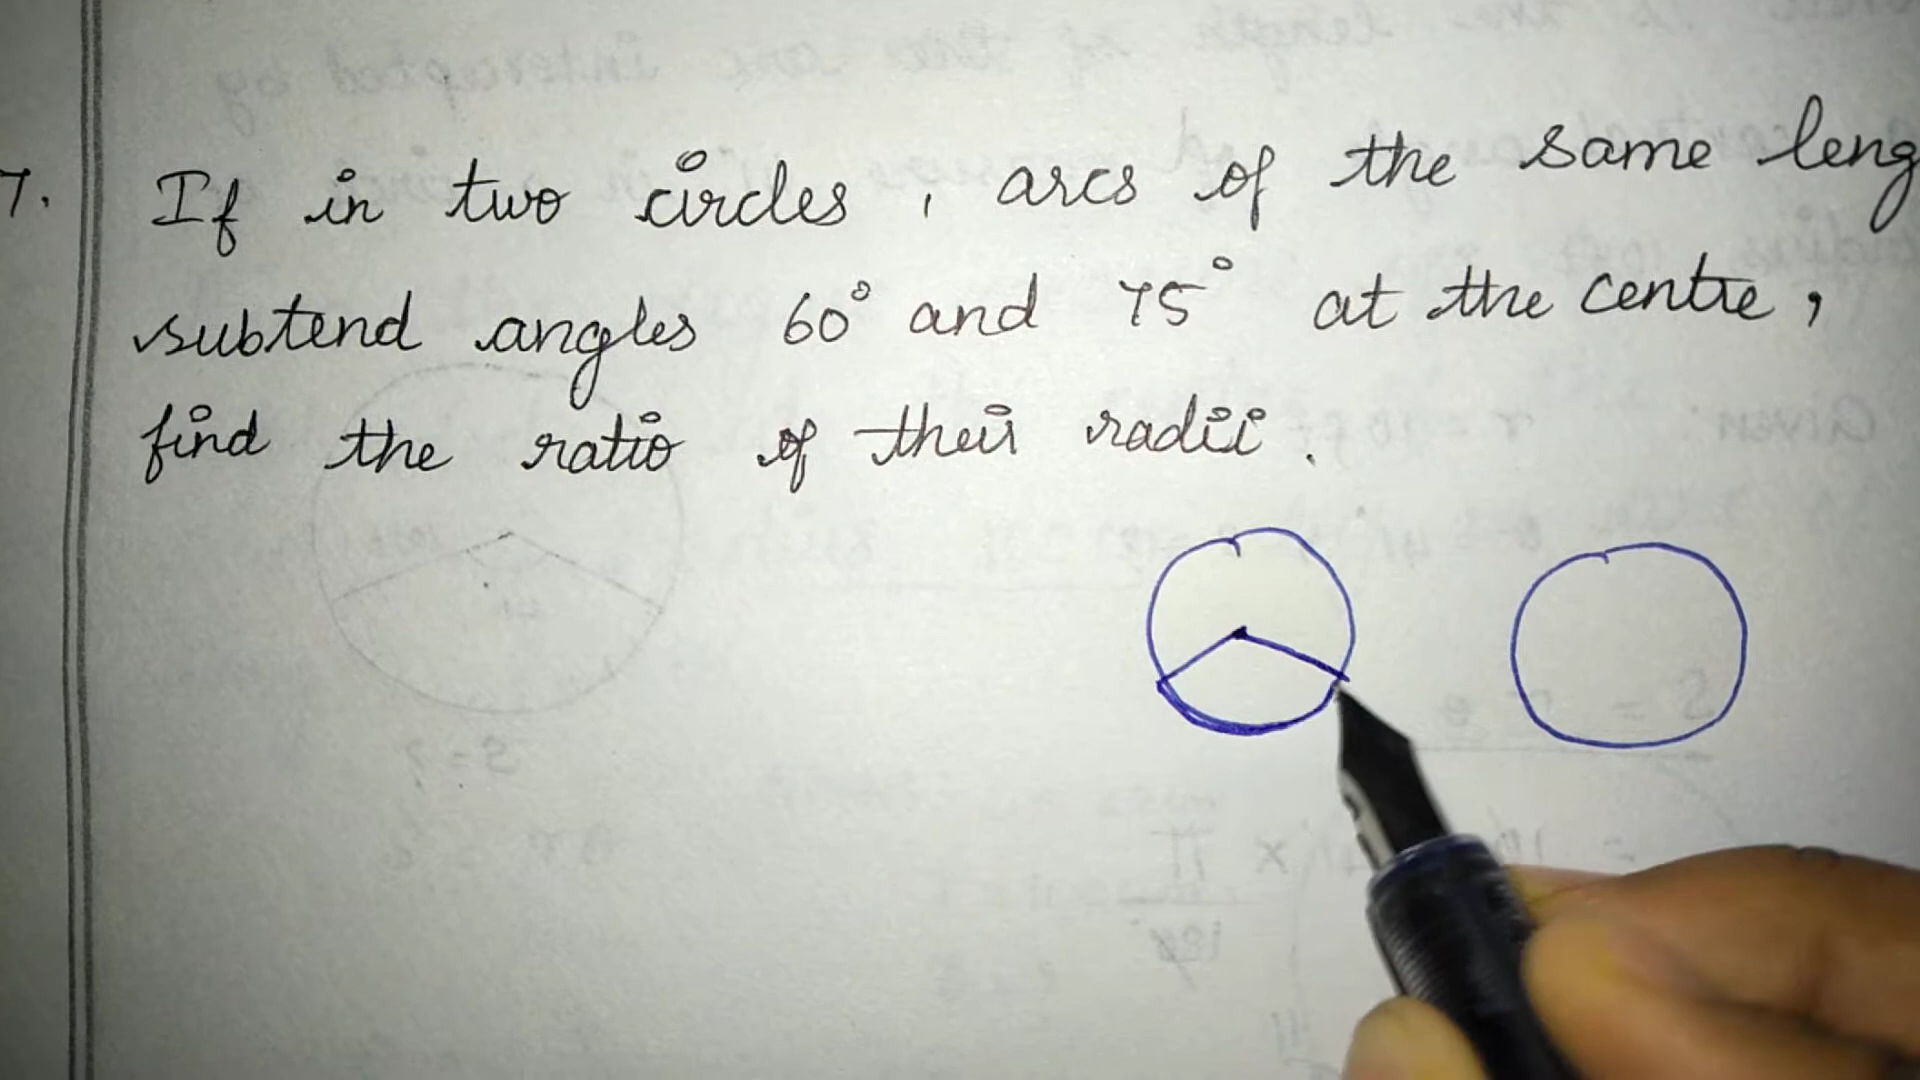 7. If in two circles, arcs of the same leng
subtend angles 60° and 75° at the centre,
find the ratio of their radii.